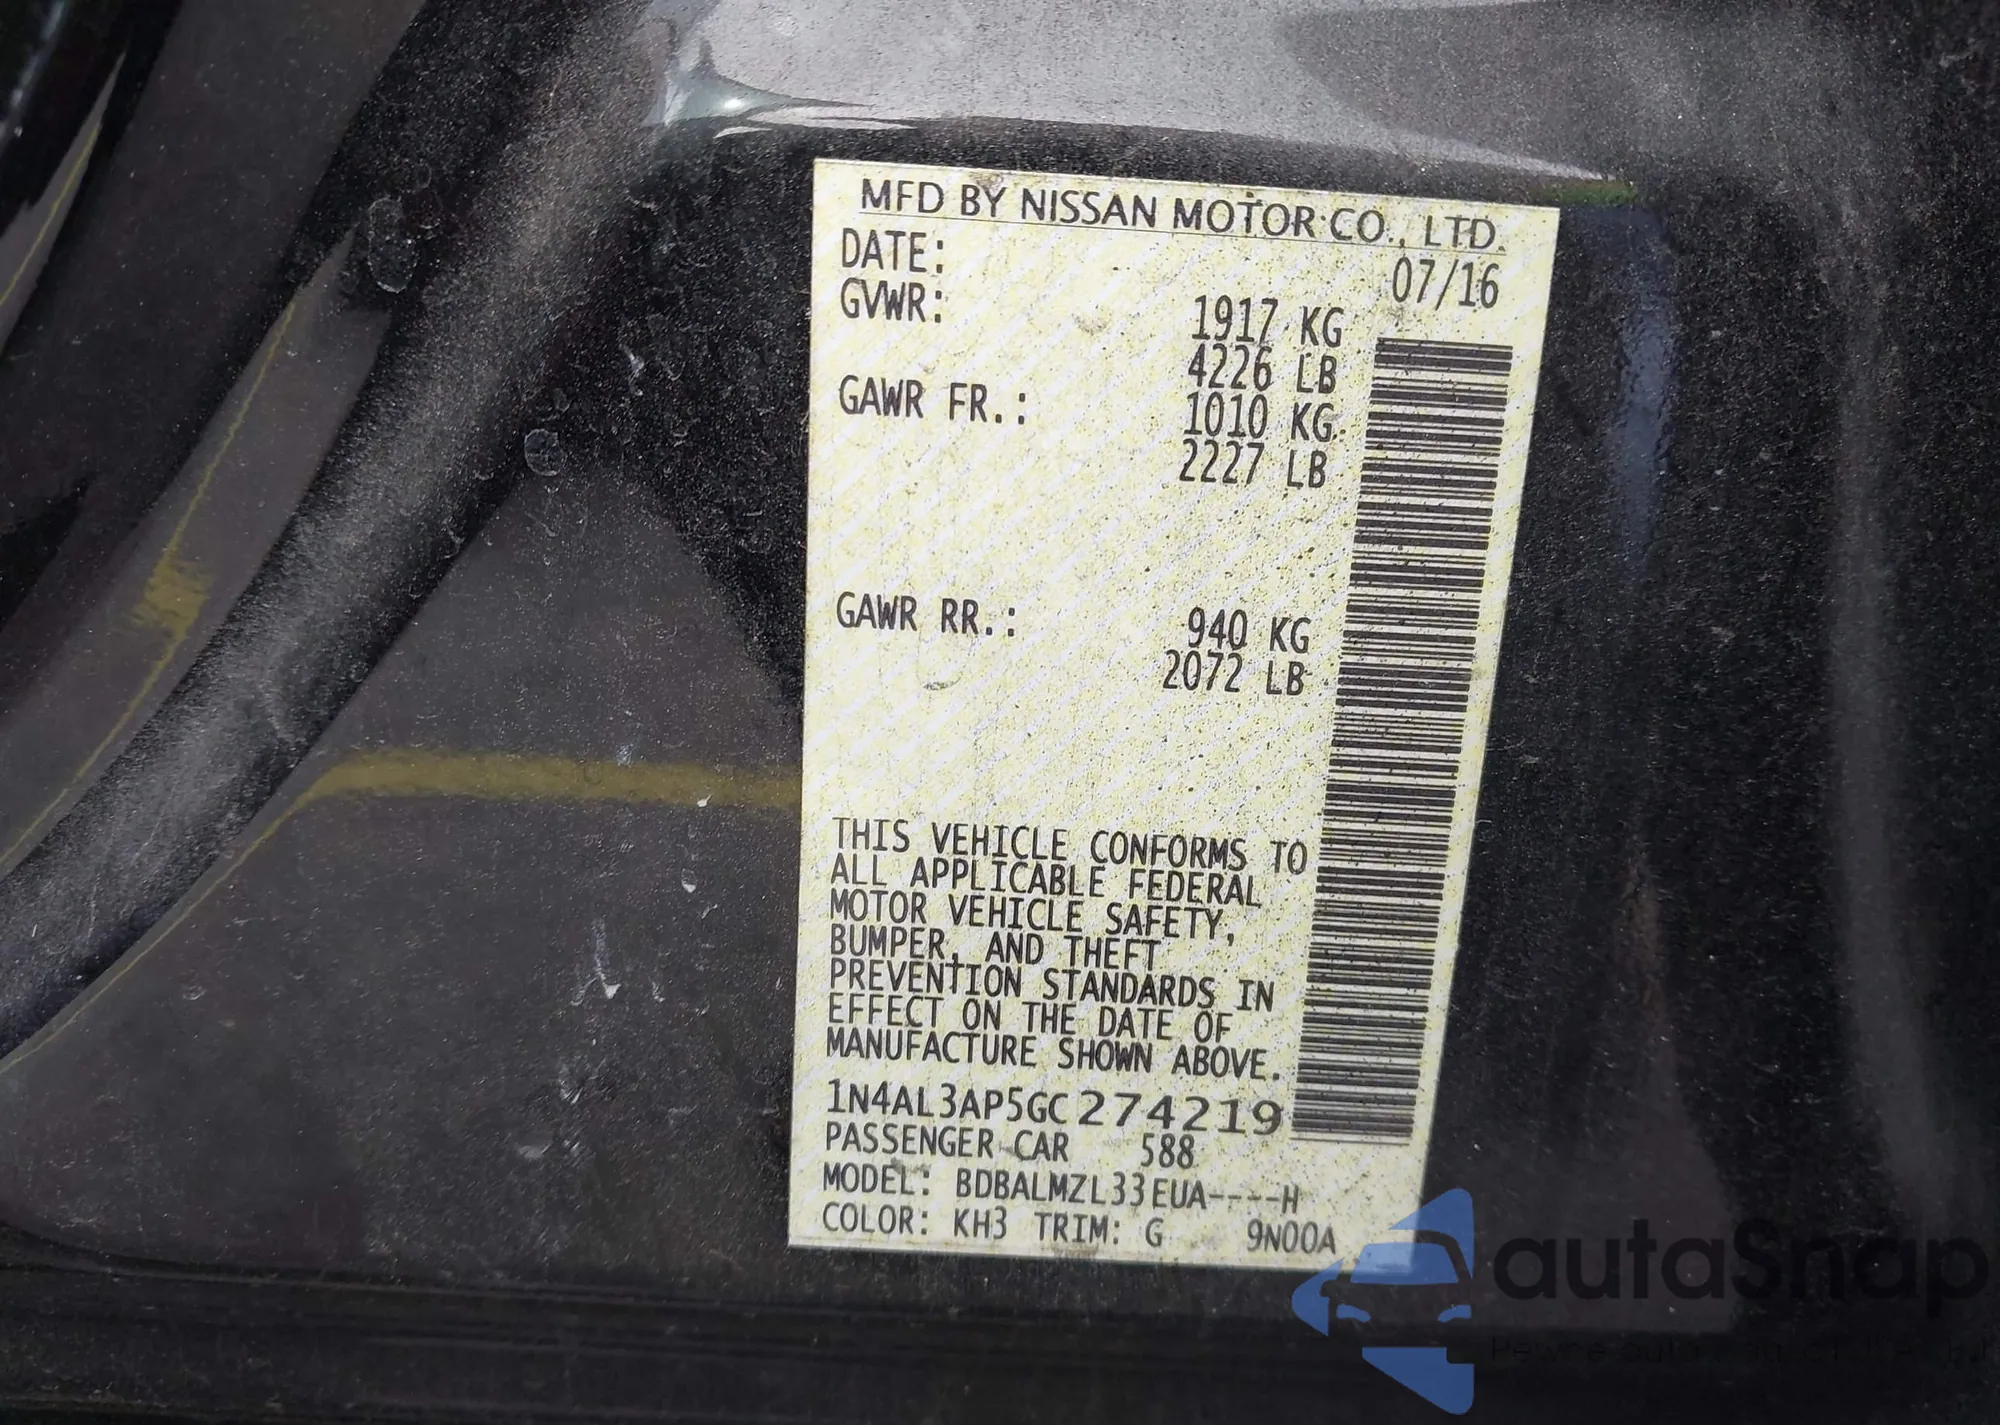 MFD BY NISSAN MOTOR CO., LTD.
DATE: 07/16
GVWR: 1917 KG
4226 LB
GAWR FR.: 1010 KG
2227 LB
GAWR RR.: 940 KG
2072 LB
THIS VEHICLE CONFORMS TO
ALL APPLICABLE FEDERAL
MOTOR VEHICLE SAFETY,
BUMPER, AND THEFT
PREVENTION STANDARDS IN
EFFECT ON THE DATE OF
MANUFACTURE SHOWN ABOVE.
1N4AL3AP5GC274219
PASSENGER CAR 588
MODEL: BDBALMZL33EUA----H
COLOR: KH3 TRIM: G 9N00A
autaSnap
Pewne auta